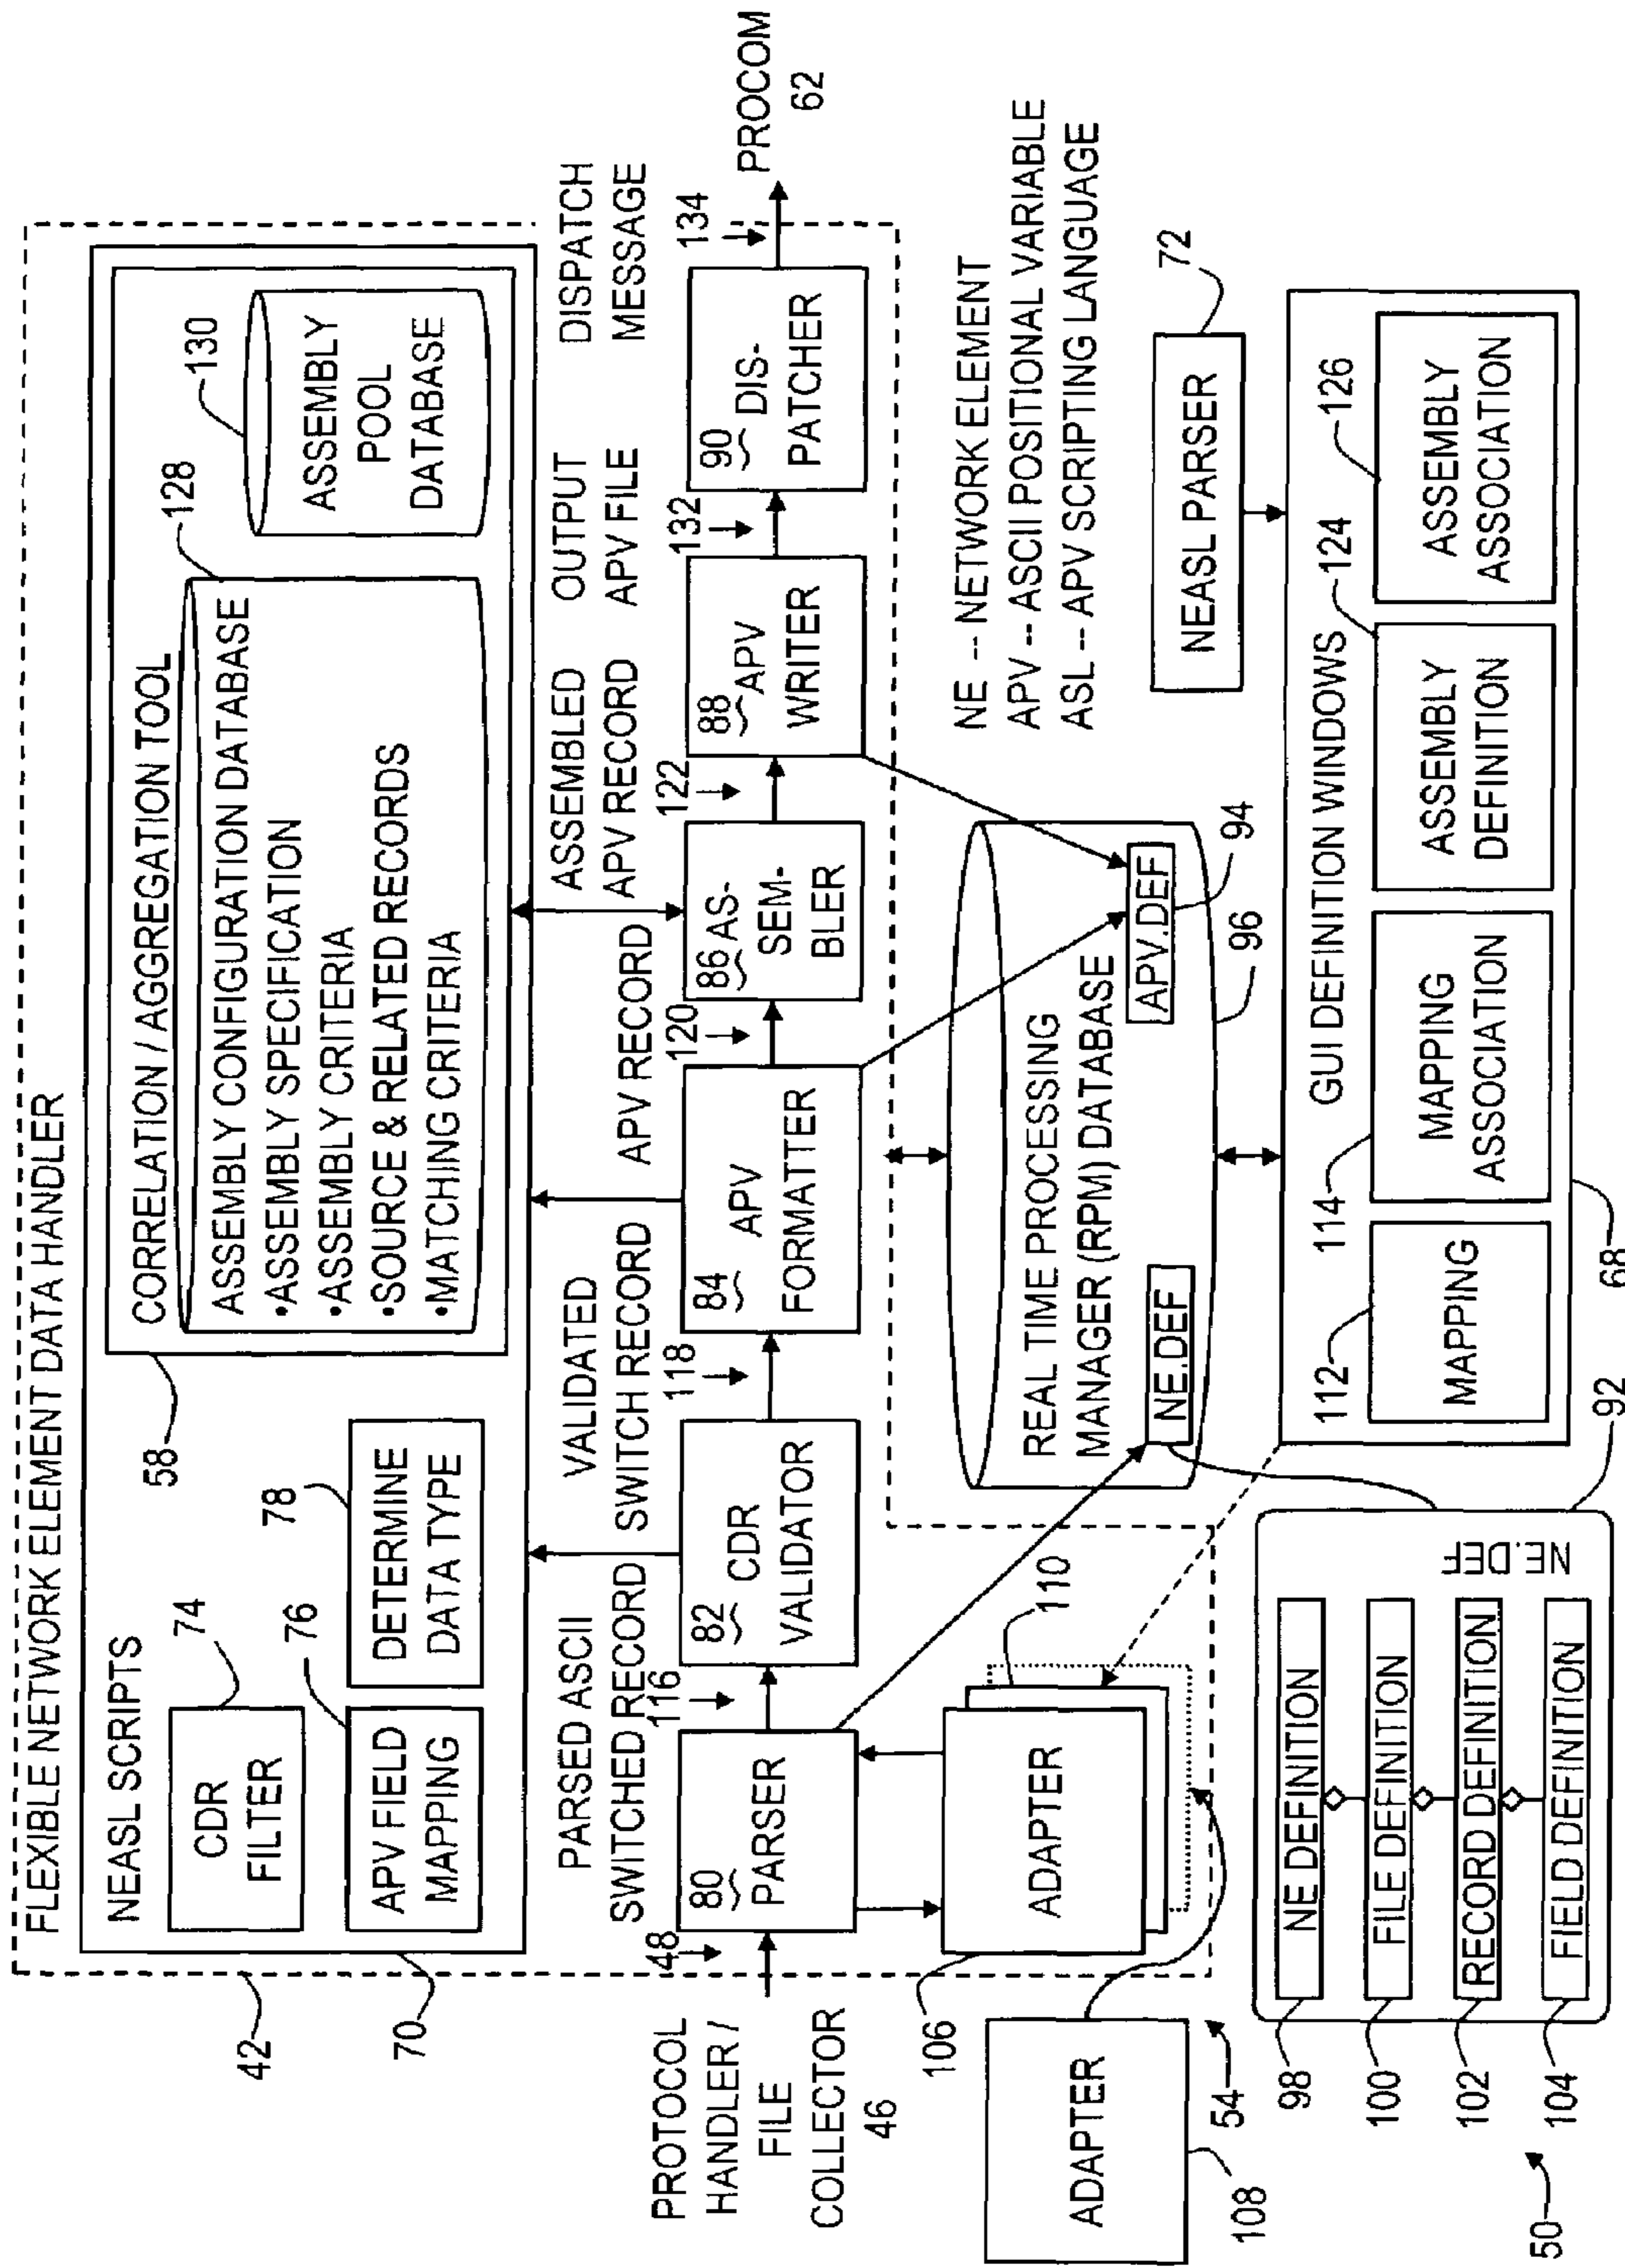 FLEXIBLE NETWORK ELEMENT DATA HANDLER
42
NEASL SCRIPTS
70
CDR
FILTER
74
APV FIELD
MAPPING
76
DETERMINE
DATA TYPE
78
58
CORRELATION / AGGREGATION TOOL
ASSEMBLY CONFIGURATION DATABASE
•ASSEMBLY SPECIFICATION
•ASSEMBLY CRITERIA
•SOURCE & RELATED RECORDS
•MATCHING CRITERIA
128
ASSEMBLY
POOL
DATABASE
130
PROTOCOL
HANDLER /
FILE
COLLECTOR
46
48
80
PARSER
PARSED ASCII
SWITCHED RECORD
116
82
CDR
VALIDATOR
VALIDATED
SWITCH RECORD
118
84
APV
FORMATTER
APV RECORD
120
86 AS-
SEM-
BLER
ASSEMBLED
APV RECORD
122
88 APV
WRITER
OUTPUT
APV FILE
132
90 DIS-
PATCHER
DISPATCH
MESSAGE
134
PROCOM
62
ADAPTER
106
110
ADAPTER
108
54
REAL TIME PROCESSING
MANAGER (RPM) DATABASE
NE.DEF
APV.DEF
94
96
NE -- NETWORK ELEMENT
APV -- ASCII POSITIONAL VARIABLE
ASL -- APV SCRIPTING LANGUAGE
NEASL PARSER
72
50
98
NE DEFINITION
100
FILE DEFINITION
102
RECORD DEFINITION
104
FIELD DEFINITION
NE.DEF
92
GUI DEFINITION WINDOWS
68
112
MAPPING
114
MAPPING
ASSOCIATION
124
ASSEMBLY
DEFINITION
126
ASSEMBLY
ASSOCIATION